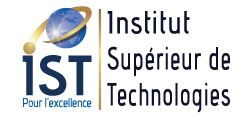 iST
Pour l'excellence
Institut
Supérieur de
Technologies